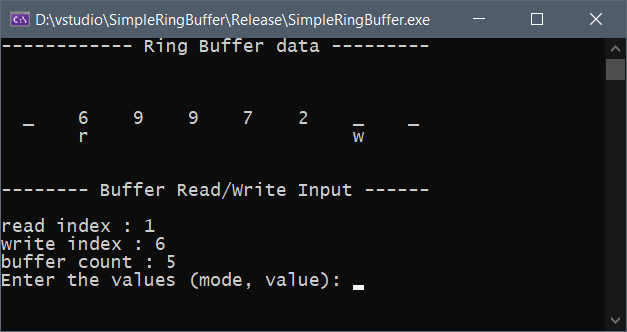 D:\vstudio\SimpleRingBuffer\Release\SimpleRingBuffer.exe
------------ Ring Buffer data ---------
_ 6 9 9 7 2 _ _
r w
-------- Buffer Read/Write Input ------
read index : 1
write index : 6
buffer count : 5
Enter the values (mode, value): _